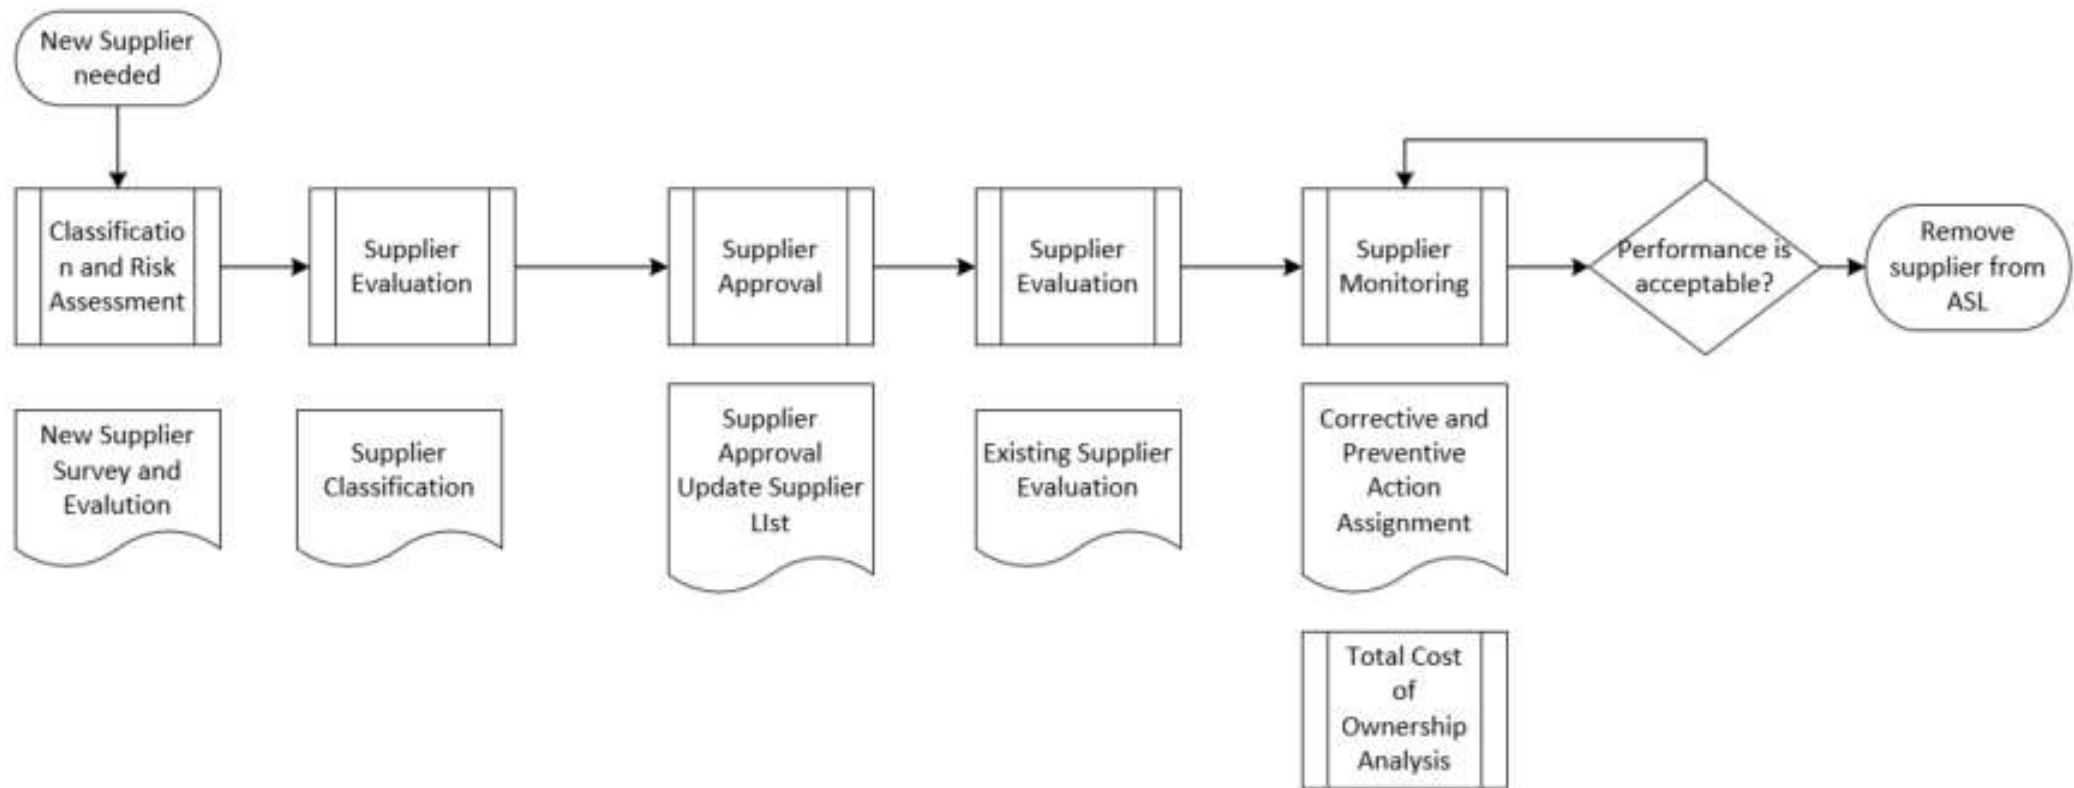 New Supplier
needed
Classificatio
n and Risk
Assessment
Supplier
Evaluation
Supplier
Approval
Supplier
Evaluation
Supplier
Monitoring
Performance is
acceptable?
Remove
supplier from
ASL
New Supplier
Survey and
Evalution
Supplier
Classification
Supplier
Approval
Update Supplier
LIst
Existing Supplier
Evaluation
Corrective and
Preventive
Action
Assignment
Total Cost
of
Ownership
Analysis